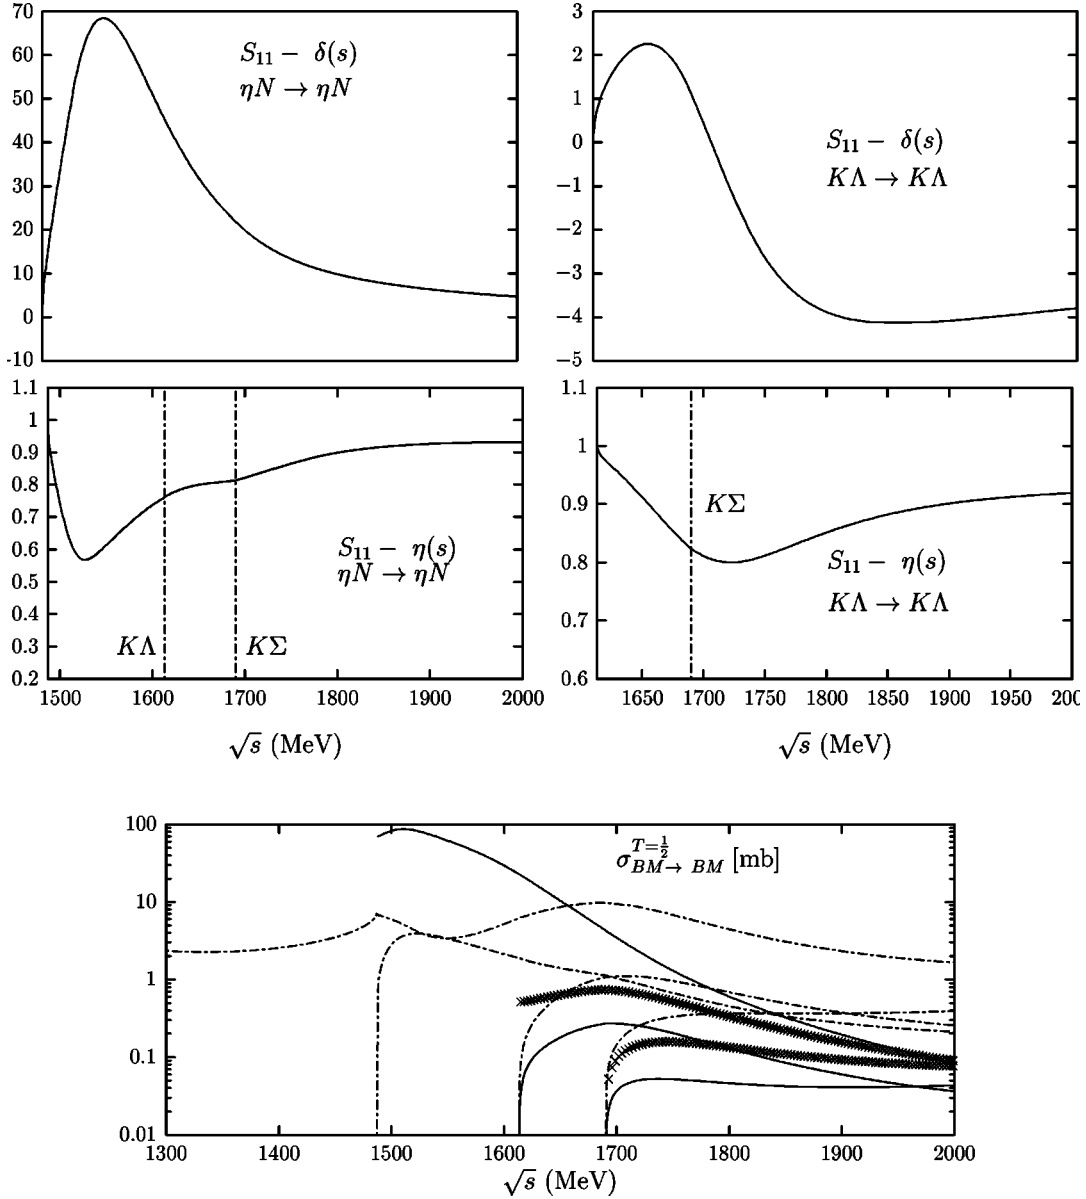 70
60
50
40
30
20
10
0
-10
S₁₁ − δ(s)
ηN → ηN
3
2
1
0
−1
−2
−3
−4
−5
S₁₁ − δ(s)
KΛ → KΛ
1.1
1
0.9
0.8
0.7
0.6
0.5
0.4
0.3
0.2
S₁₁ − η(s)
ηN → ηN
KΛ KΣ
1500 1600 1700 1800 1900 2000
√s (MeV)
1.1
1
0.9
0.8
0.7
0.6
KΣ
S₁₁ − η(s)
KΛ → KΛ
1650 1700 1750 1800 1850 1900 1950 200
√s (MeV)
100
10
1
0.1
0.01
σ^{T=1/2}_{BM→ BM} [mb]
1300 1400 1500 1600 1700 1800 1900 2000
√s (MeV)